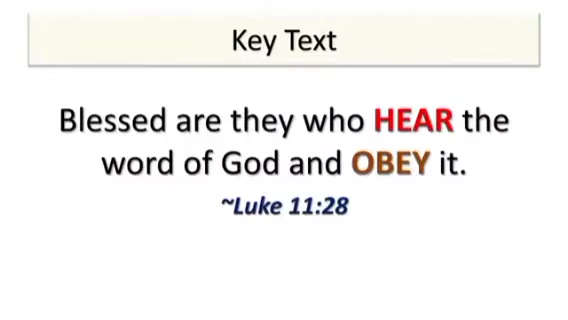 Key Text
Blessed are they who HEAR the
word of God and OBEY it.
~Luke 11:28